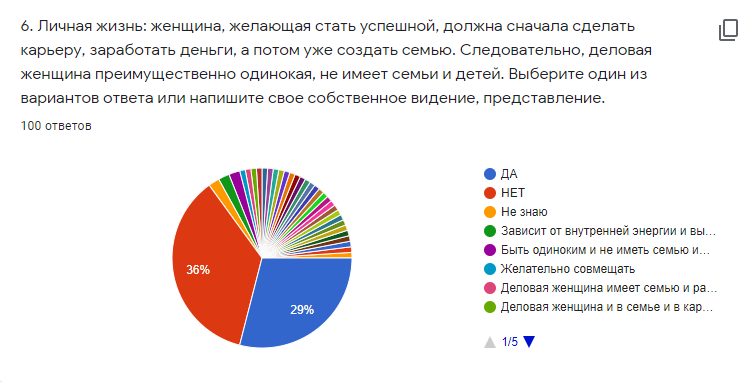 6. Личная жизнь: женщина, желающая стать успешной, должна сначала сделать
карьеру, заработать деньги, а потом уже создать семью. Следовательно, деловая
женщина преимущественно одинокая, не имеет семьи и детей. Выберите один из
вариантов ответа или напишите свое собственное видение, представление.
100 ответов
ДА
НЕТ
Не знаю
Зависит от внутренней энергии и вы...
Быть одиноким и не иметь семью и...
Желательно совмещать
Деловая женщина имеет семью и ра...
Деловая женщина и в семье и в кар...
36%
29%
1/5